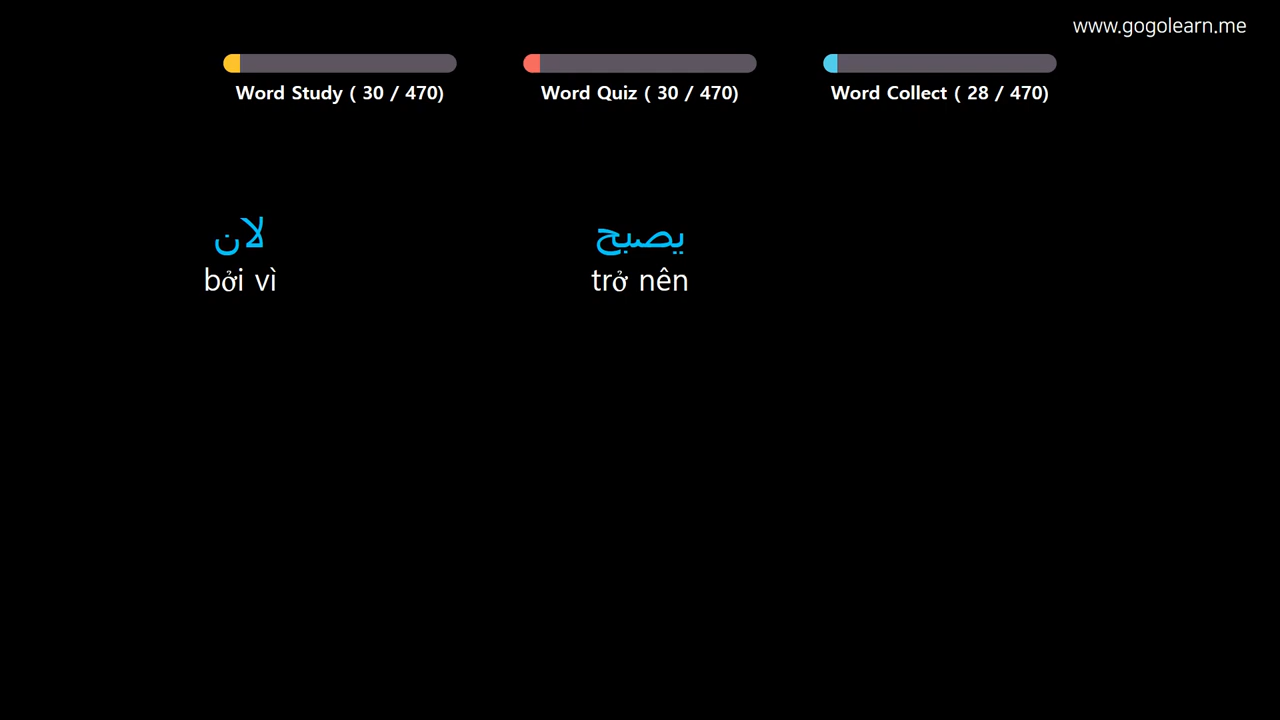 www.gogolearn.me
Word Study ( 30 / 470)
Word Quiz ( 30 / 470)
Word Collect ( 28 / 470)
لان
bởi vì
يصبح
trở nên